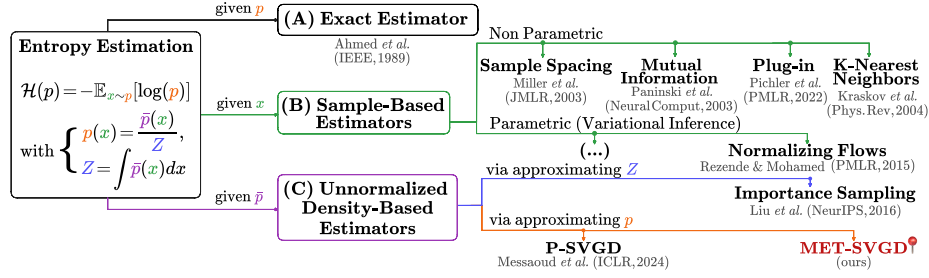 Entropy Estimation
H(p) = −𝔼x∼p[log(p)]
with { p(x) = p̄(x)/Z,
Z = ∫ p̄(x)dx
given p
(A) Exact Estimator
Ahmed et al.
(IEEE, 1989)
given x
(B) Sample-Based
Estimators
Non Parametric
Sample Spacing
Miller et al.
(JMLR, 2003)
Mutual
Information
Paninski et al.
(Neural Comput, 2003)
Plug-in
Pichler et al.
(PMLR, 2022)
K-Nearest
Neighbors
Kraskov et al.
(Phys.Rev, 2004)
Parametric (Variational Inference)
(...)
Normalizing Flows
Rezende & Mohamed (PMLR, 2015)
given p̄
(C) Unnormalized
Density-Based
Estimators
via approximating Z
Importance Sampling
Liu et al. (NeurIPS, 2016)
via approximating p
P-SVGD
Messaoud et al. (ICLR, 2024)
MET-SVGD
(ours)